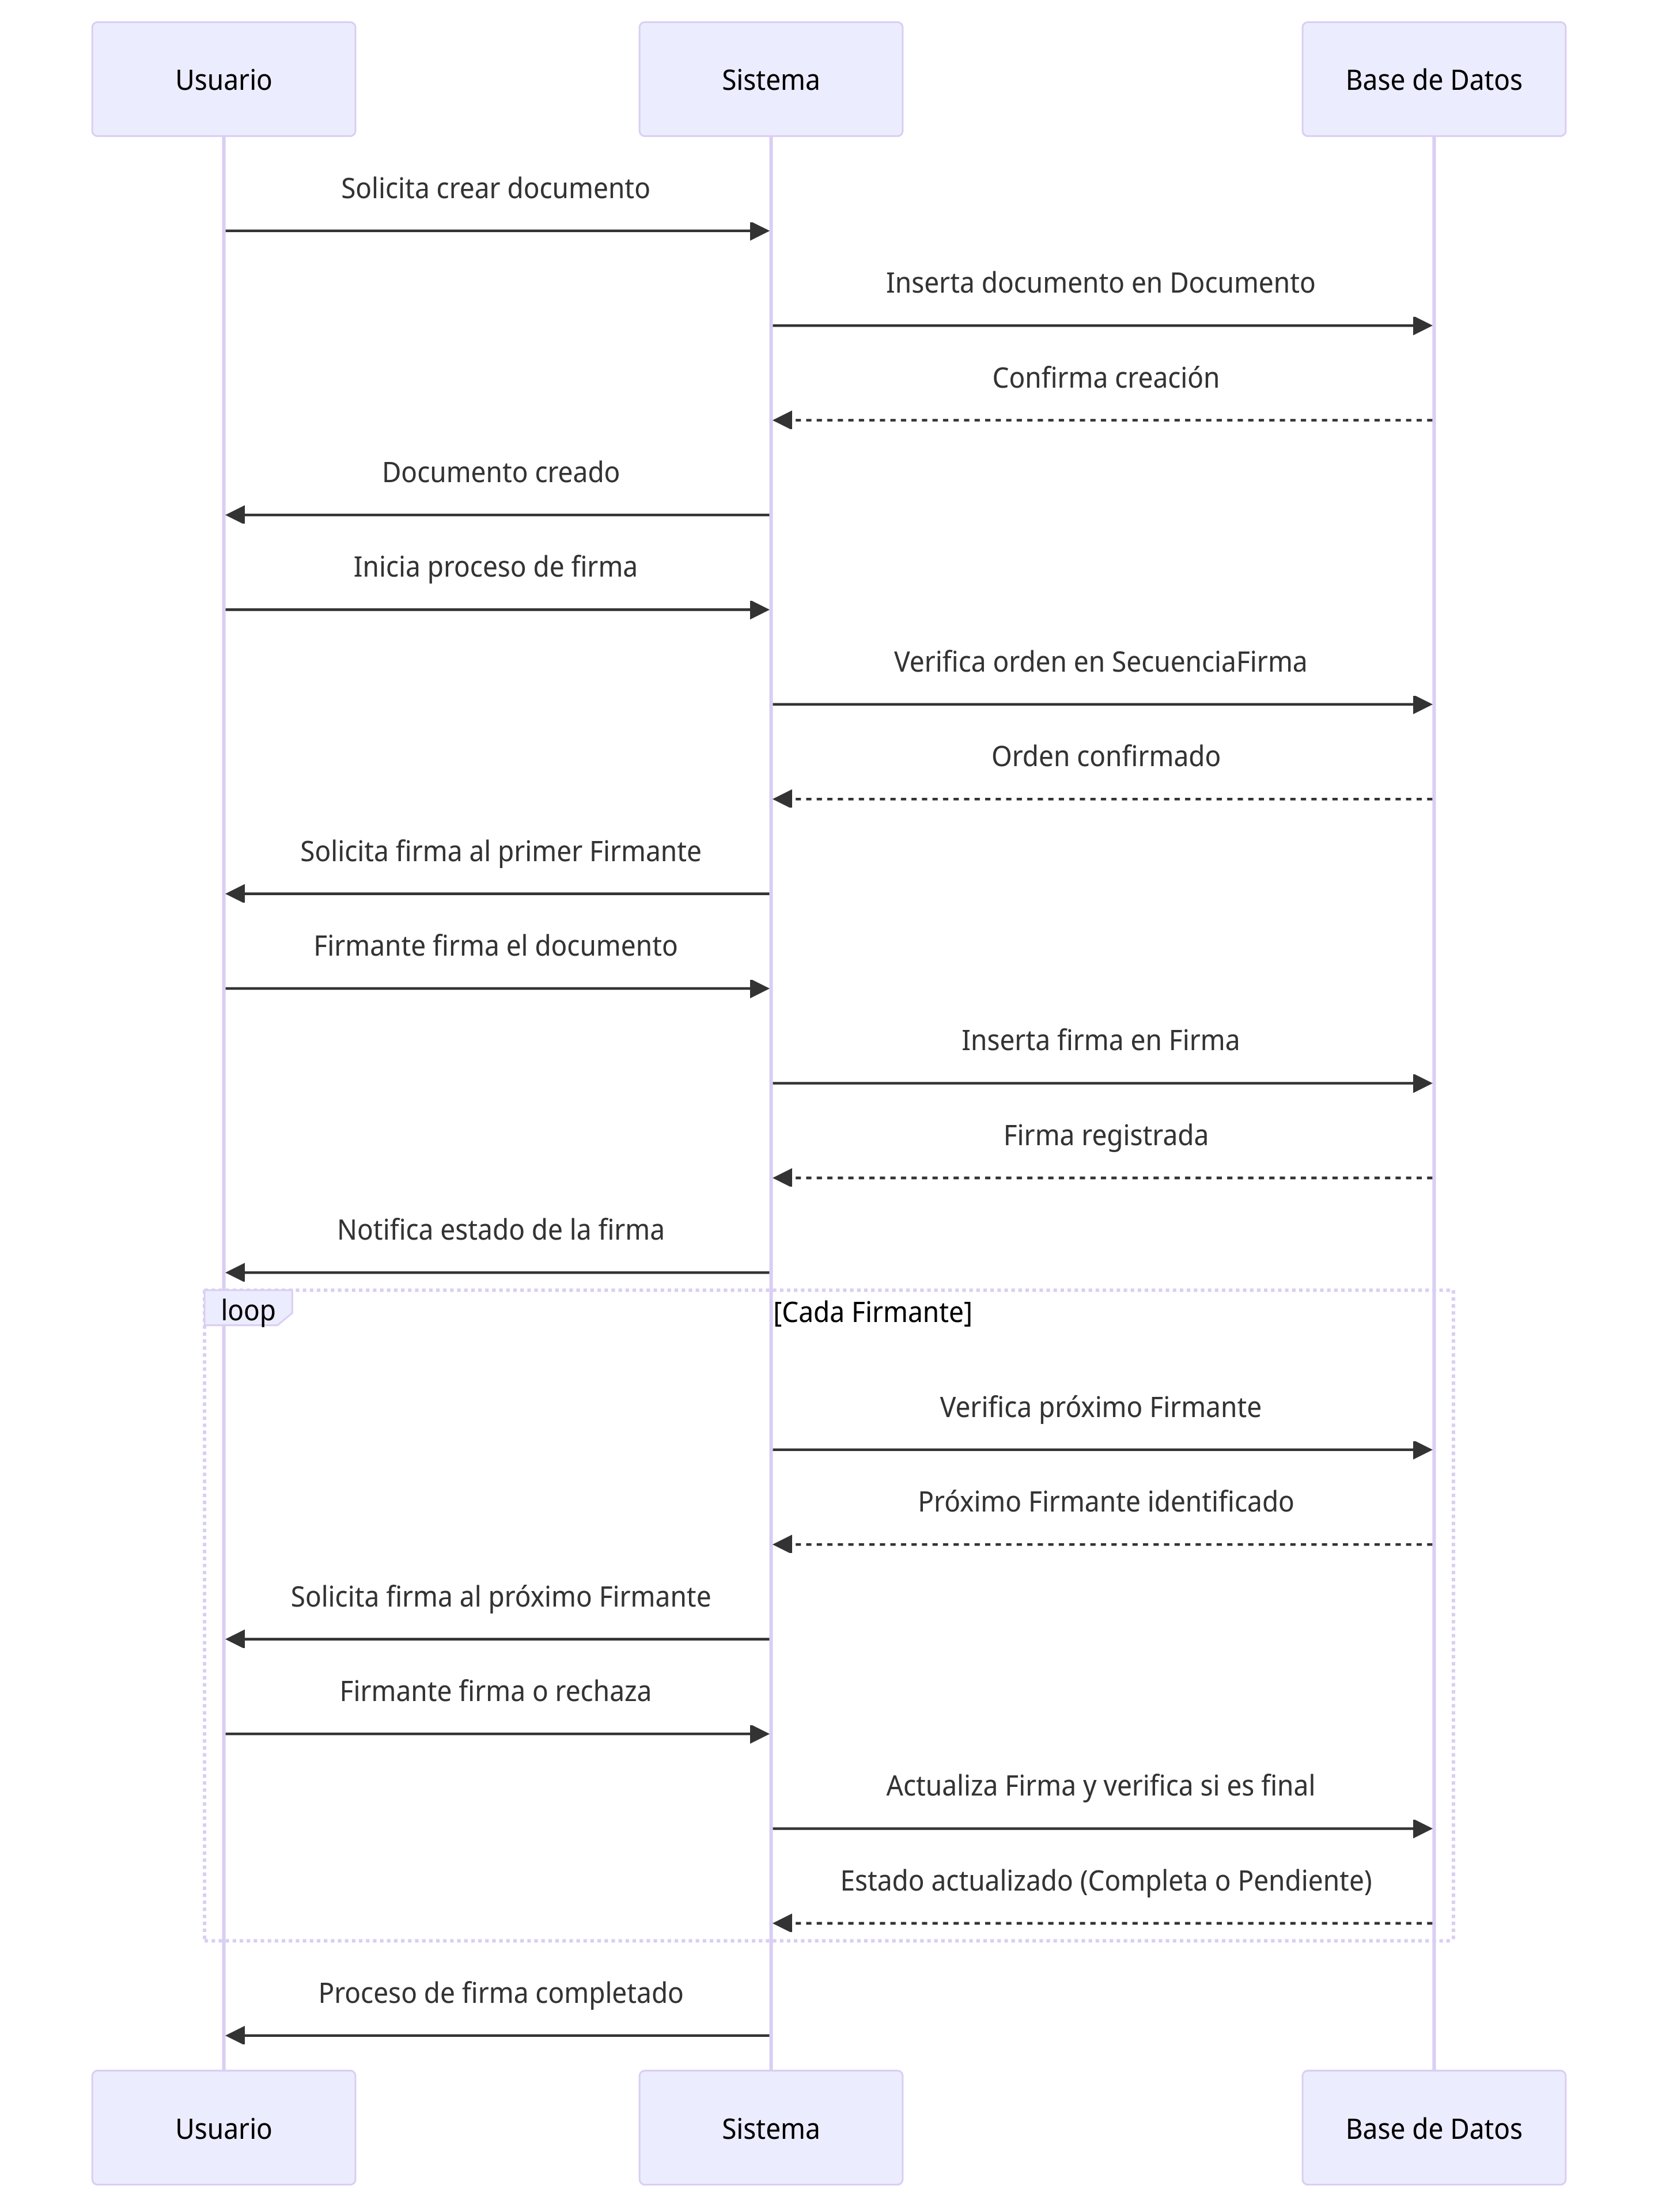 Usuario
Sistema
Base de Datos
Solicita crear documento
Inserta documento en Documento
Confirma creación
Documento creado
Inicia proceso de firma
Verifica orden en SecuenciaFirma
Orden confirmado
Solicita firma al primer Firmante
Firmante firma el documento
Inserta firma en Firma
Firma registrada
Notifica estado de la firma
loop
[Cada Firmante]
Verifica próximo Firmante
Próximo Firmante identificado
Solicita firma al próximo Firmante
Firmante firma o rechaza
Actualiza Firma y verifica si es final
Estado actualizado (Completa o Pendiente)
Proceso de firma completado
Usuario
Sistema
Base de Datos